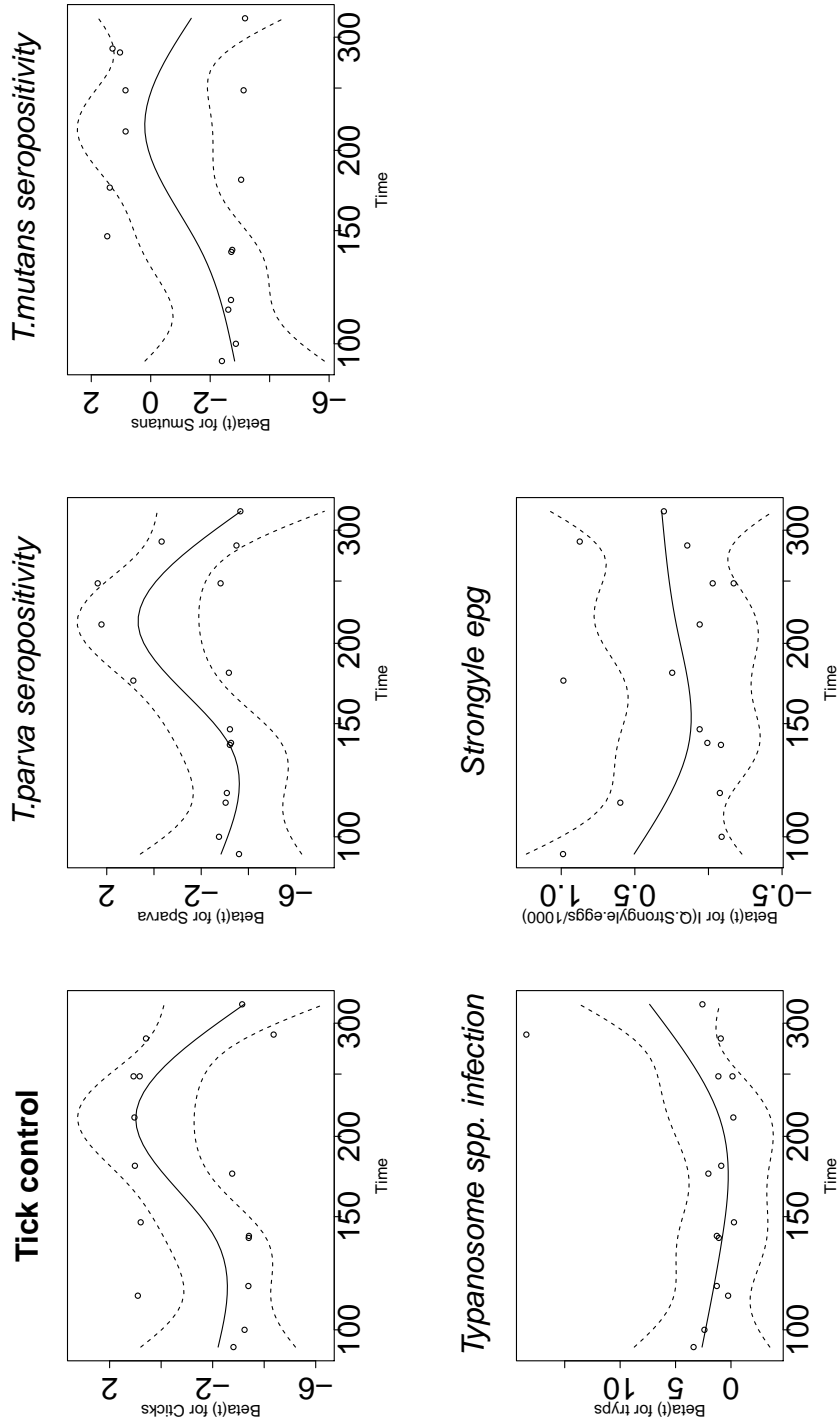 Tick control
2
−2
−6
Beta(t) for Cticks
100 150 200 300
Time
T.parva seropositivity
2
−2
−6
Beta(t) for Sparva
100 150 200 300
Time
T.mutans seropositivity
2
0
−2
−6
Beta(t) for Smutans
100 150 200 300
Time
Typanosome spp. infection
10
5
0
Beta(t) for tryps
100 150 200 300
Time
Strongyle epg
1.0
0.5
−0.5
Beta(t) for I(Q.Strongyle.eggs/1000)
100 150 200 300
Time